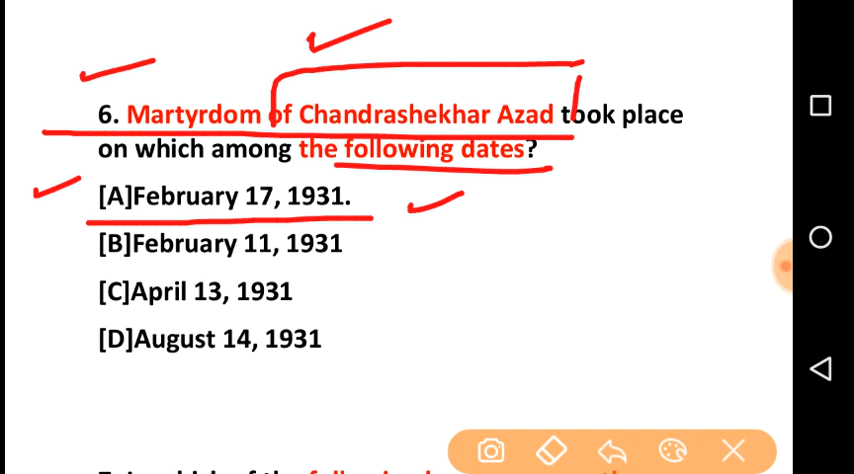 6. Martyrdom of Chandrashekhar Azad took place
on which among the following dates?
[A]February 17, 1931.
[B]February 11, 1931
[C]April 13, 1931
[D]August 14, 1931